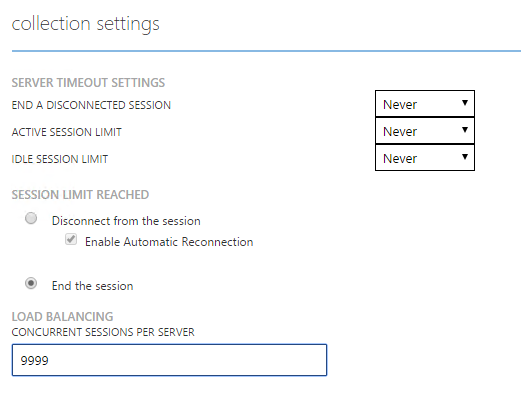 collection settings
SERVER TIMEOUT SETTINGS
END A DISCONNECTED SESSION Never
ACTIVE SESSION LIMIT Never
IDLE SESSION LIMIT Never
SESSION LIMIT REACHED
Disconnect from the session
Enable Automatic Reconnection
End the session
LOAD BALANCING
CONCURRENT SESSIONS PER SERVER
9999